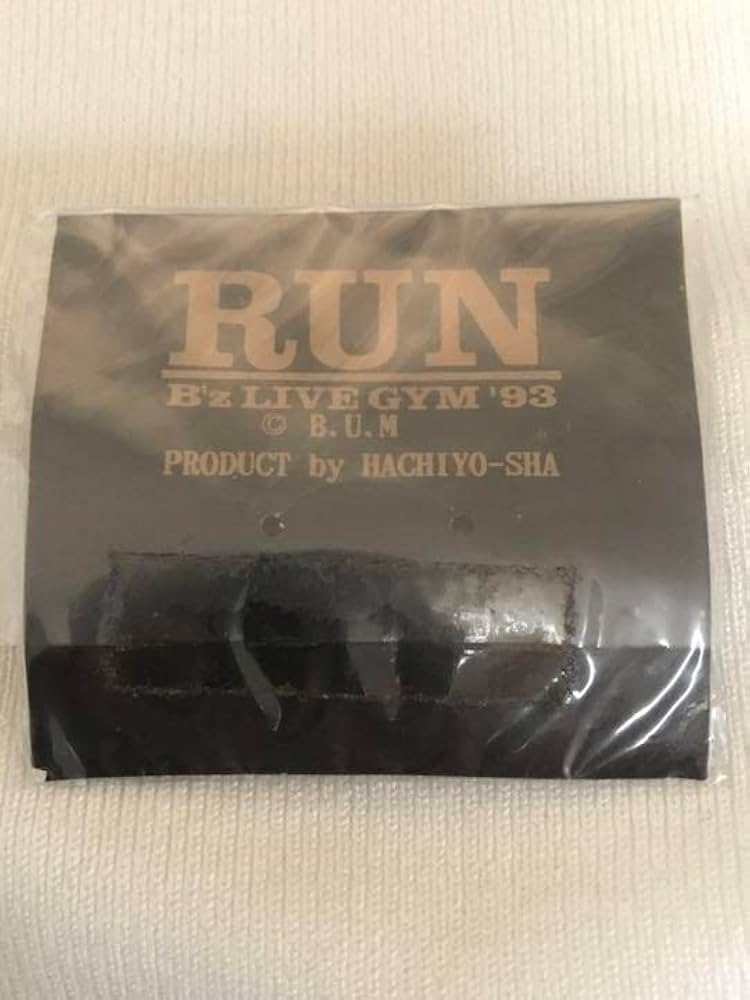 RUN
B'z LIVE GYM '93
© B.U.M
PRODUCT by HACHIYO-SHA